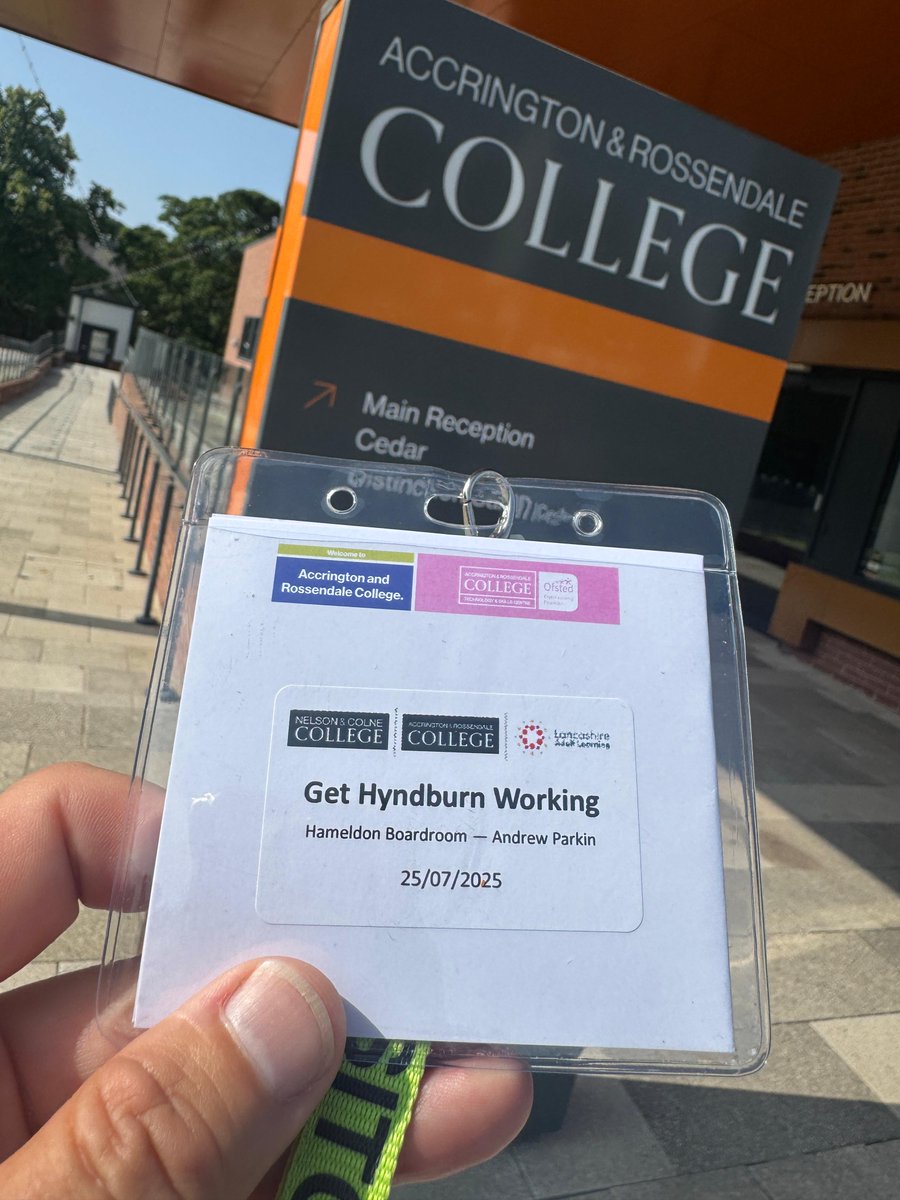 ACCRINGTON & ROSSENDALE
COLLEGE
EPTION
Main Reception
Cedar
Welcome to
Accrington and
Rossendale College.
ACCRINGTON & ROSSENDALE
COLLEGE
TECHNOLOGY & SKILLS CENTRE
Ofsted
NELSON & COLNE
COLLEGE
ACCRINGTON & ROSSENDALE
COLLEGE
Lancashire
Adult Learning
Get Hyndburn Working
Hameldon Boardroom — Andrew Parkin
25/07/2025
SITO